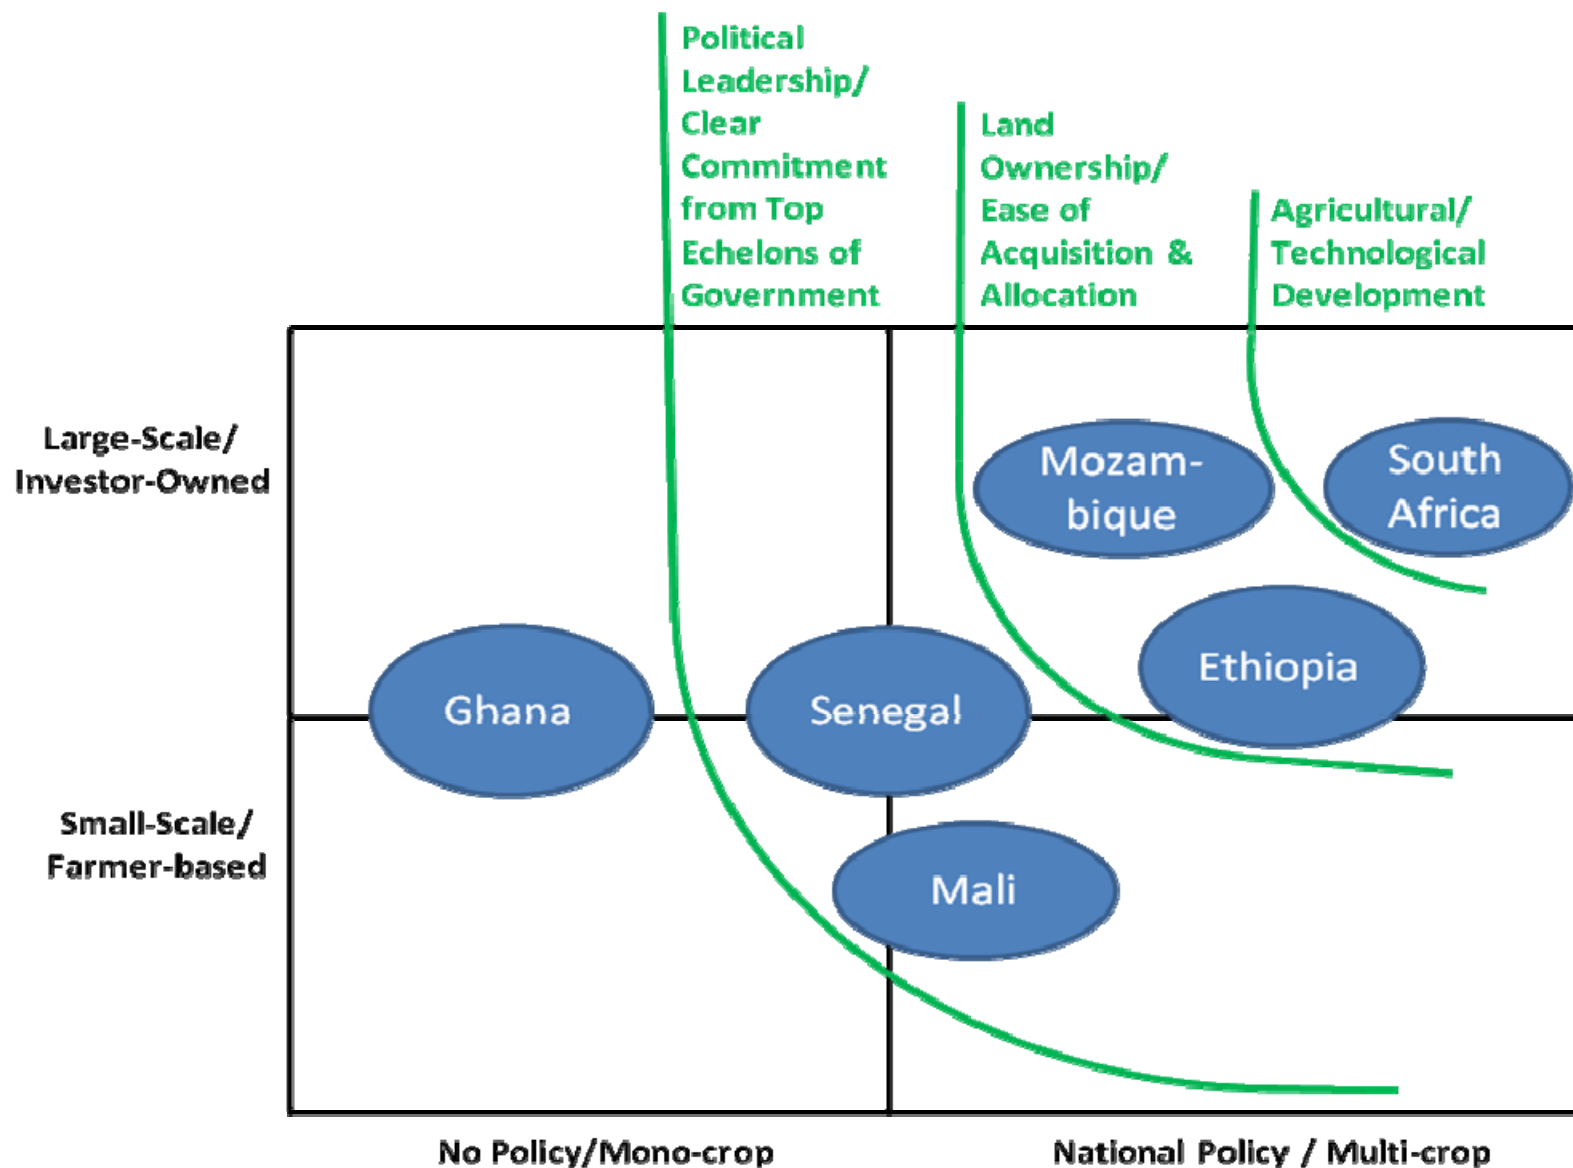 Political
Leadership/
Clear
Commitment
from Top
Echelons of
Government
Land
Ownership/
Ease of
Acquisition &
Allocation
Agricultural/
Technological
Development
Large-Scale/
Investor-Owned
Mozam-
bique
South
Africa
Ethiopia
Ghana
Senegal
Small-Scale/
Farmer-based
Mali
No Policy/Mono-crop
National Policy / Multi-crop